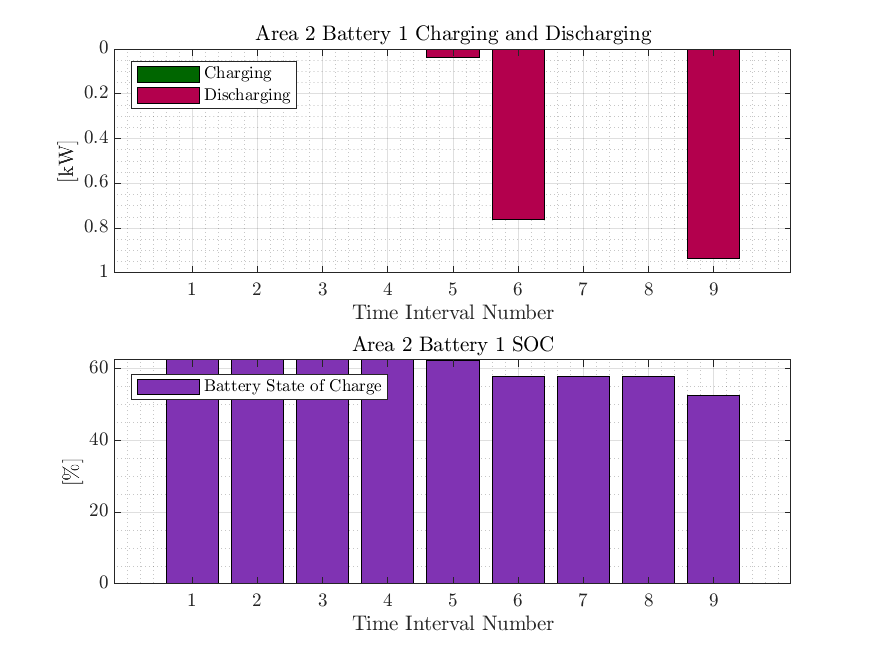 Area 2 Battery 1 Charging and Discharging
0
0.2
0.4
0.6
0.8
1
[kW]
Charging
Discharging
1 2 3 4 5 6 7 8 9
Time Interval Number
Area 2 Battery 1 SOC
60
40
20
0
[%]
Battery State of Charge
1 2 3 4 5 6 7 8 9
Time Interval Number